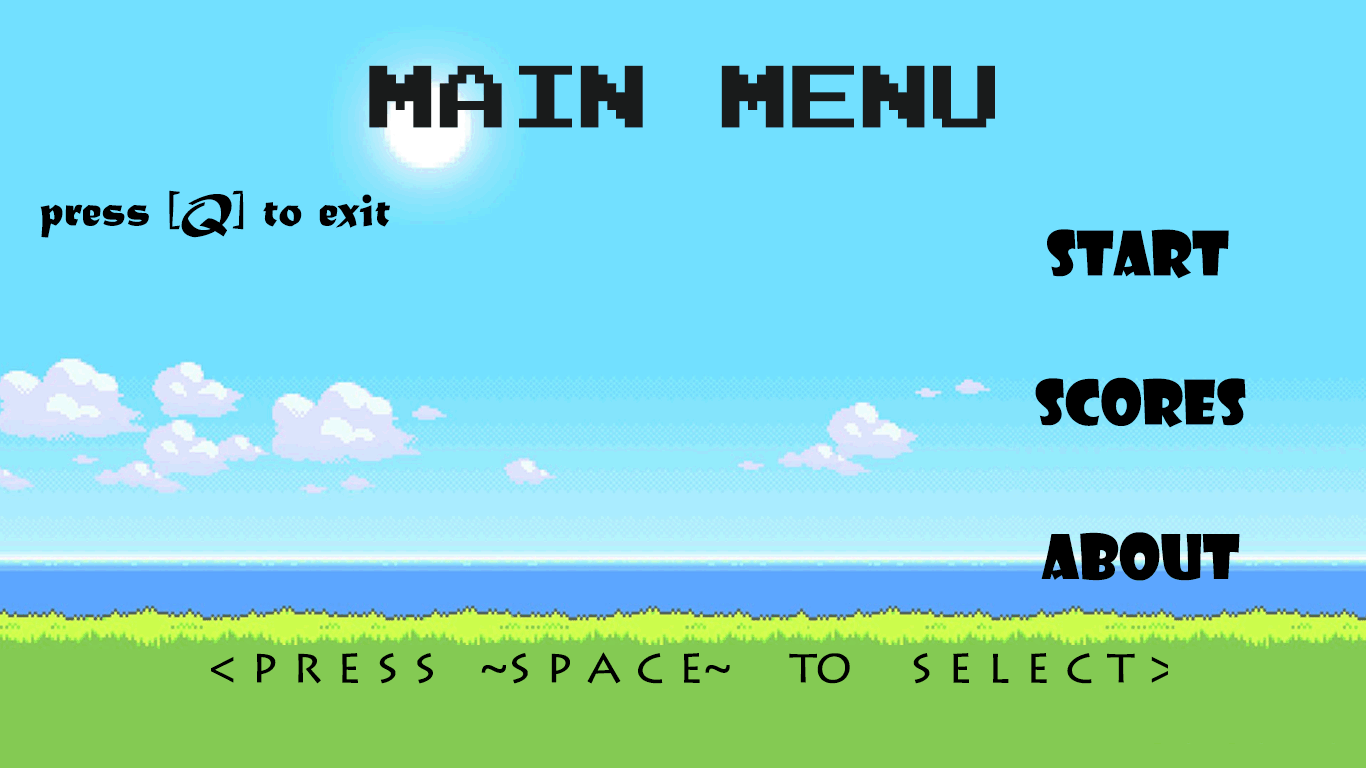 MAIN MENU
press [Q] to exit
START
SCORES
ABOUT
<PRESS ~SPACE~ TO SELECT>